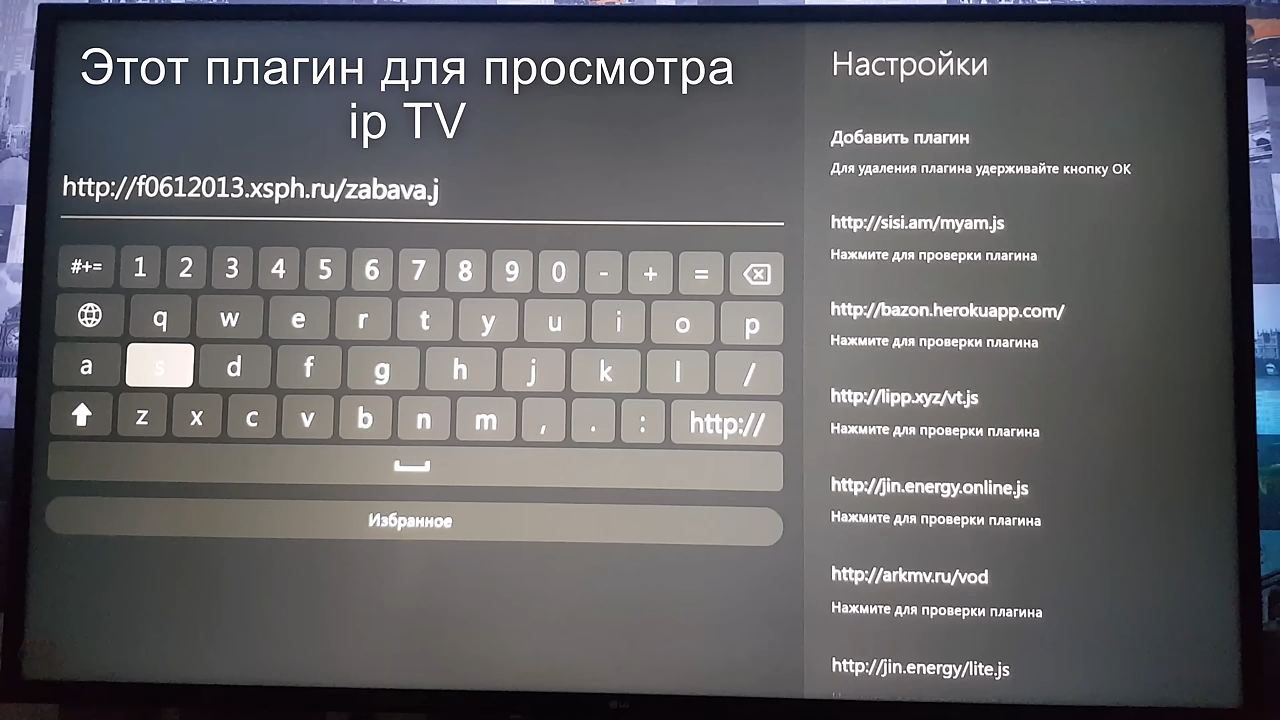 Этот плагин для просмотра
ip TV
http://f0612013.xsph.ru/zabava.j
#+= 1 2 3 4 5 6 7 8 9 0 - + =
q w e r t y u i o p
a s d f g h j k l /
z x c v b n m , . : http://
Избранное
Настройки
Добавить плагин
Для удаления плагина удерживайте кнопку ОК
http://sisi.am/myam.js
Нажмите для проверки плагина
http://bazon.herokuapp.com/
Нажмите для проверки плагина
http://lipp.xyz/vt.js
Нажмите для проверки плагина
http://jin.energy.online.js
Нажмите для проверки плагина
http://arkmv.ru/vod
Нажмите для проверки плагина
http://jin.energy/lite.js
LG